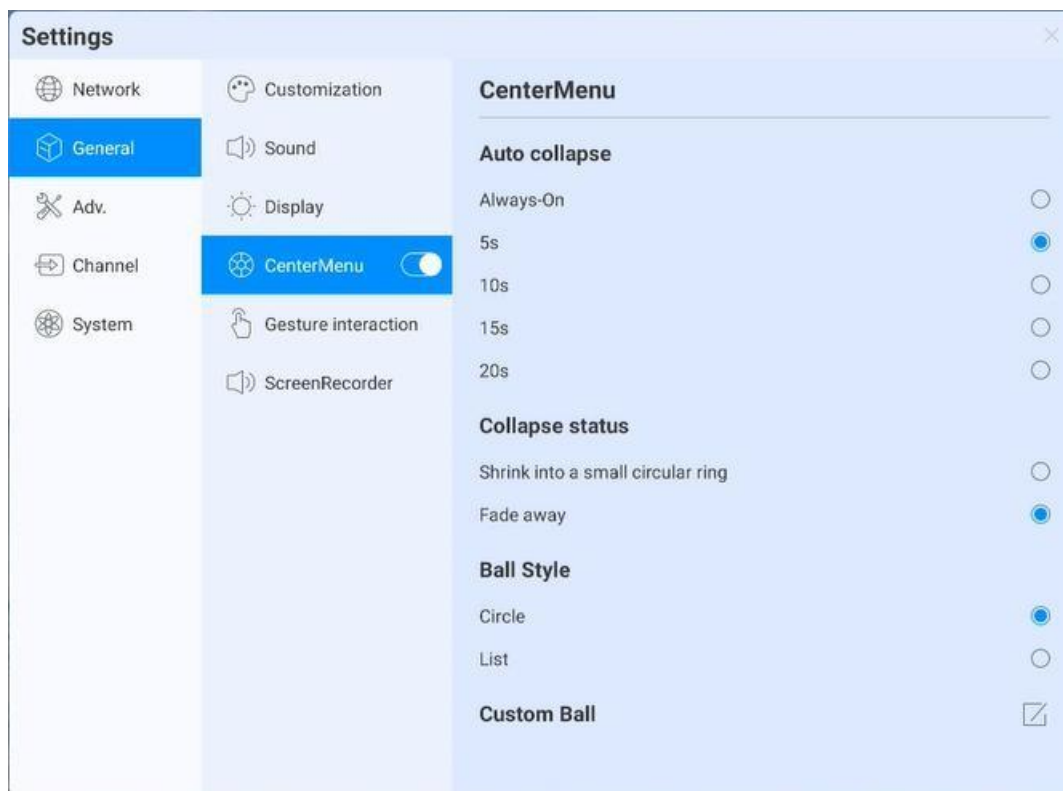 Settings
Network
General
Adv.
Channel
System
Customization
Sound
Display
CenterMenu
Gesture interaction
ScreenRecorder
CenterMenu
Auto collapse
Always-On
5s
10s
15s
20s
Collapse status
Shrink into a small circular ring
Fade away
Ball Style
Circle
List
Custom Ball